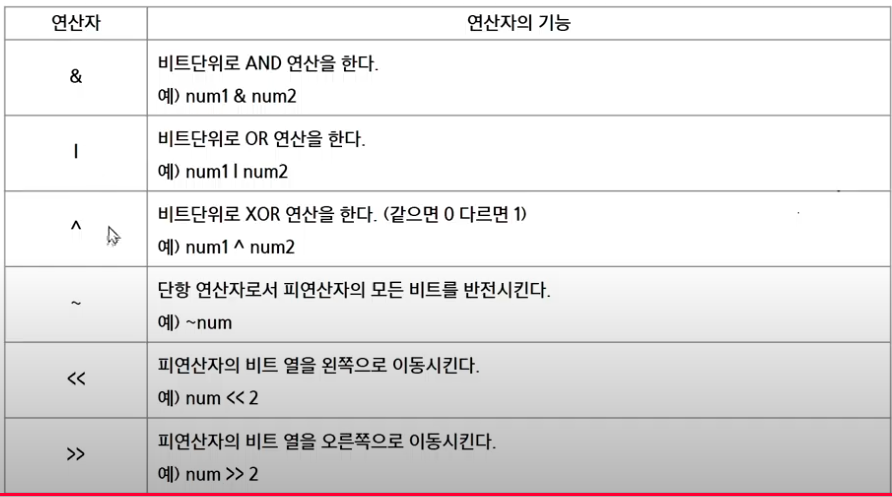 연산자 연산자의 기능
& 비트단위로 AND 연산을 한다.
예) num1 & num2
| 비트단위로 OR 연산을 한다.
예) num1 | num2
^ 비트단위로 XOR 연산을 한다. (같으면 0 다르면 1)
예) num1 ^ num2
~ 단항 연산자로서 피연산자의 모든 비트를 반전시킨다.
예) ~num
<< 피연산자의 비트 열을 왼쪽으로 이동시킨다.
예) num << 2
>> 피연산자의 비트 열을 오른쪽으로 이동시킨다.
예) num >> 2